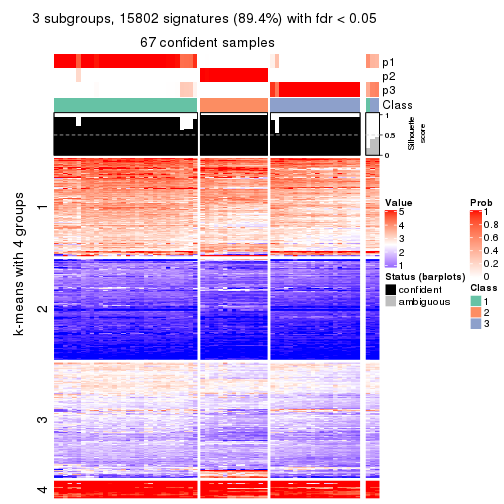 3 subgroups, 15802 signatures (89.4%) with fdr < 0.05
67 confident samples
p1
p2
p3
Class
1
0.5
0
Silhouette
score
k-means with 4 groups
1
2
3
4
Value
5
4
3
2
1
Status (barplots)
confident
ambiguous
Prob
1
0.8
0.6
0.4
0.2
0
Class
1
2
3